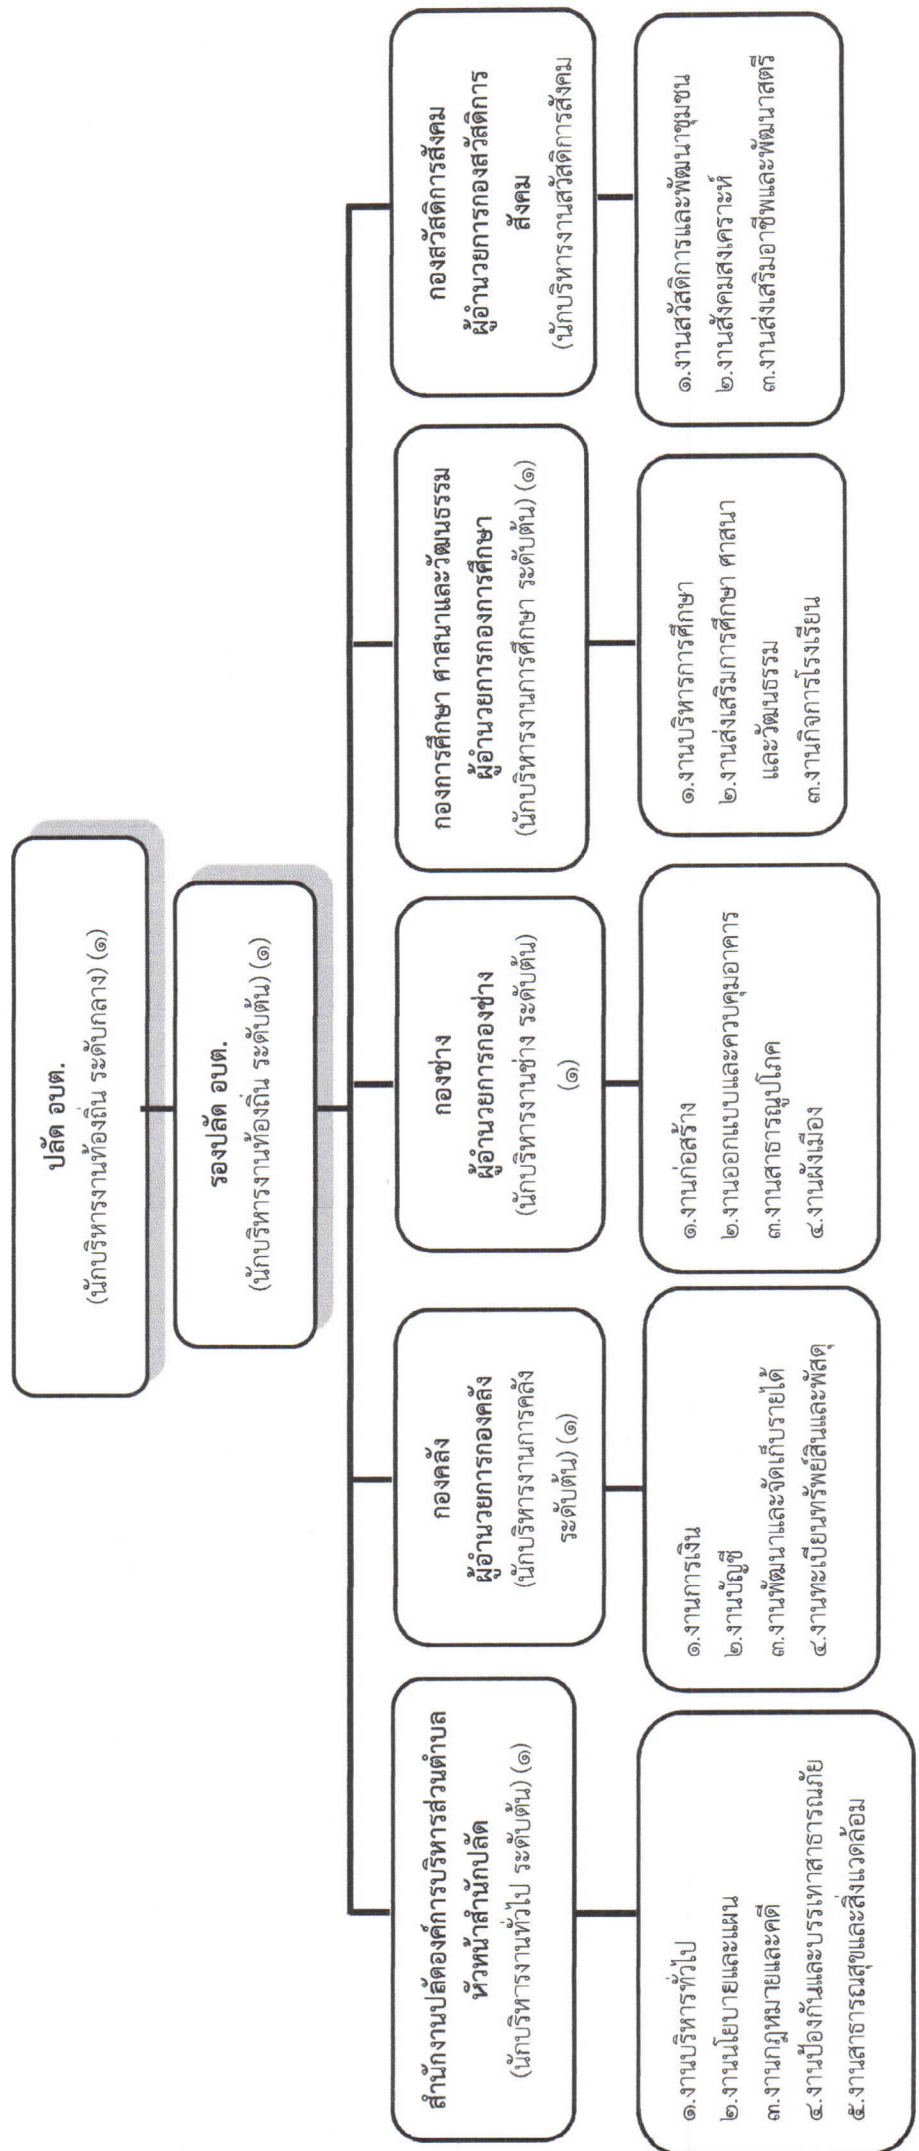 ปลัด อบต.
(นักบริหารงานท้องถิ่น ระดับกลาง) (๑)
รองปลัด อบต.
(นักบริหารงานท้องถิ่น ระดับต้น) (๑)
สำนักงานปลัดองค์การบริหารส่วนตำบล
หัวหน้าสำนักปลัด
(นักบริหารงานทั่วไป ระดับต้น) (๑)
กองคลัง
ผู้อำนวยการกองคลัง
(นักบริหารงานการคลัง
ระดับต้น) (๑)
กองช่าง
ผู้อำนวยการกองช่าง
(นักบริหารงานช่าง ระดับต้น)
(๑)
กองการศึกษา ศาสนาและวัฒนธรรม
ผู้อำนวยการกองการศึกษา
(นักบริหารงานการศึกษา ระดับต้น) (๑)
กองสวัสดิการสังคม
ผู้อำนวยการกองสวัสดิการ
สังคม
(นักบริหารงานสวัสดิการสังคม
๑.งานบริหารทั่วไป
๒.งานนโยบายและแผน
๓.งานกฎหมายและคดี
๔.งานป้องกันและบรรเทาสาธารณภัย
๕.งานสาธารณสุขและสิ่งแวดล้อม
๑.งานการเงิน
๒.งานบัญชี
๓.งานพัฒนาและจัดเก็บรายได้
๔.งานทะเบียนทรัพย์สินและพัสดุ
๑.งานก่อสร้าง
๒.งานออกแบบและควบคุมอาคาร
๓.งานสาธารณูปโภค
๔.งานผังเมือง
๑.งานบริหารการศึกษา
๒.งานส่งเสริมการศึกษา ศาสนา
และวัฒนธรรม
๓.งานกิจการโรงเรียน
๑.งานสวัสดิการและพัฒนาชุมชน
๒.งานสังคมสงเคราะห์
๓.งานส่งเสริมอาชีพและพัฒนาสตรี